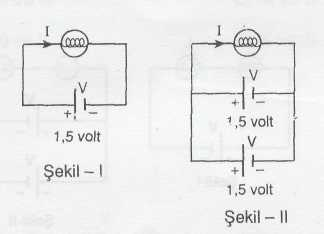 I
V
+ −
1,5 volt
Şekil – I
I
V
+ −
1,5 volt
V
+ −
1,5 volt
Şekil – II